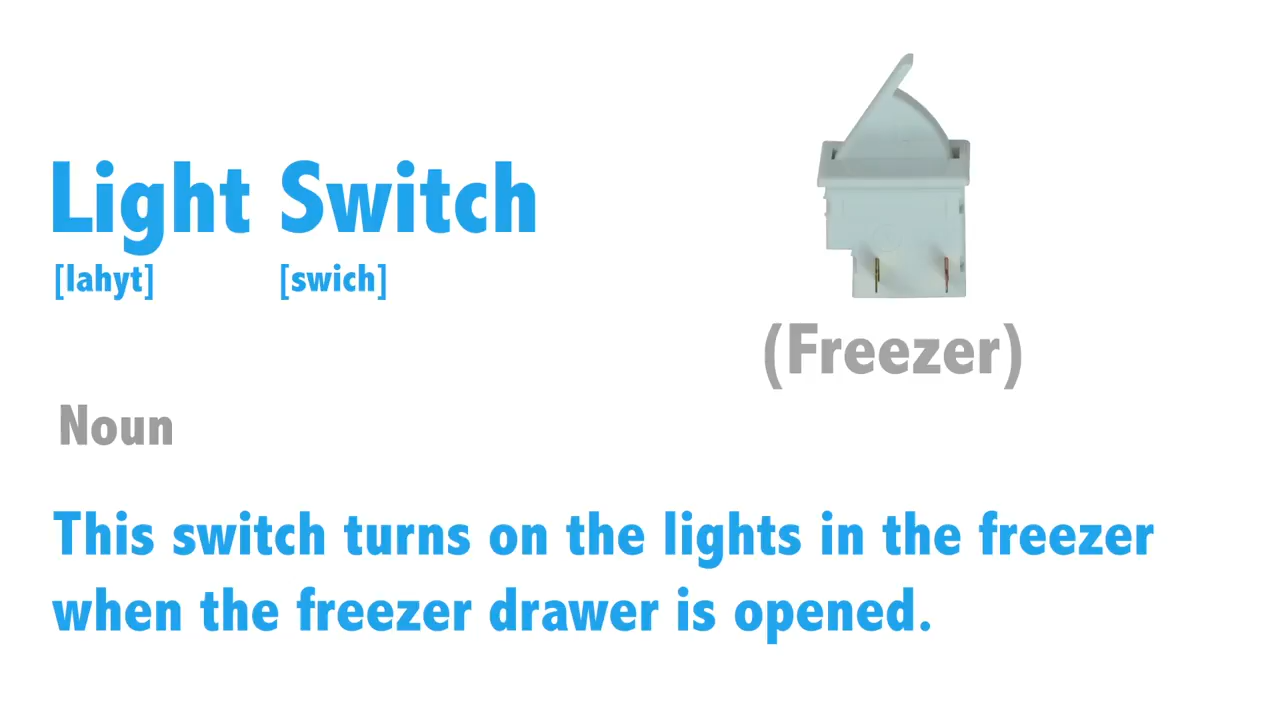 Light Switch
[lahyt] [swich]
(Freezer)
Noun
This switch turns on the lights in the freezer
when the freezer drawer is opened.